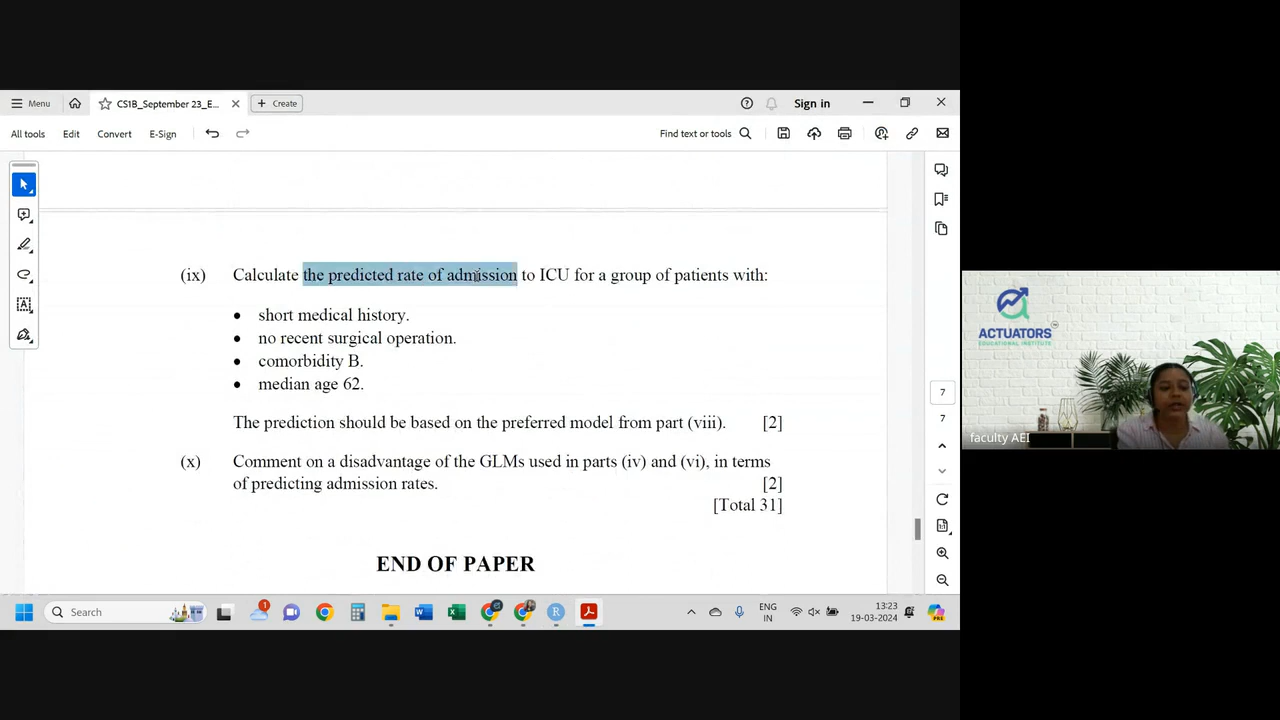 Menu
CS1B_September 23_E...
Create
Sign in
All tools
Edit
Convert
E-Sign
Find text or tools
(ix) Calculate the predicted rate of admission to ICU for a group of patients with:
• short medical history.
• no recent surgical operation.
• comorbidity B.
• median age 62.
The prediction should be based on the preferred model from part (viii). [2]
(x) Comment on a disadvantage of the GLMs used in parts (iv) and (vi), in terms
of predicting admission rates. [2]
[Total 31]
END OF PAPER
7
7
ACTUATORS
EDUCATIONAL INSTITUTE
faculty AEI
Search
1
ENG
IN
13:23
19-03-2024